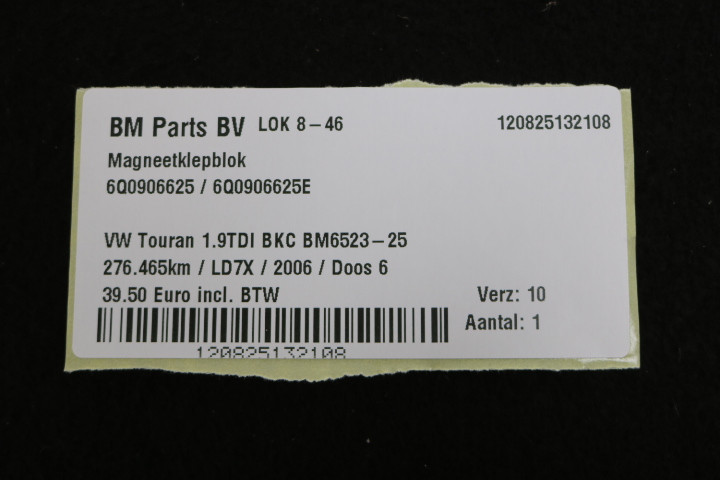 BM Parts BV LOK 8-46 120825132108
Magneetklepblok
6Q0906625 / 6Q0906625E
VW Touran 1.9TDI BKC BM6523-25
276.465km / LD7X / 2006 / Doos 6
39.50 Euro incl. BTW Verz: 10
Aantal: 1
120825132108